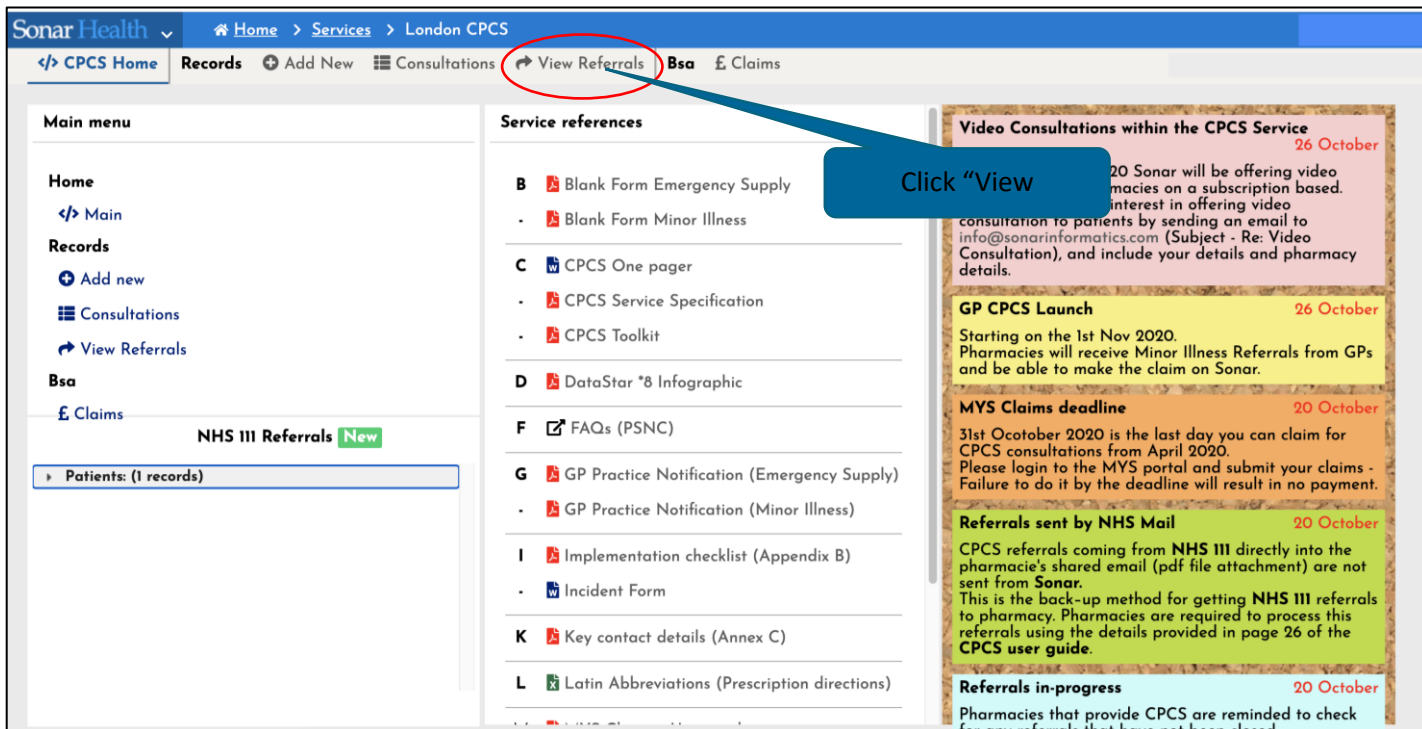 Sonar Health Home > Services > London CPCS
</> CPCS Home Records Add New Consultations View Referrals Bsa £ Claims
Main menu
Home
</> Main
Records
Add new
Consultations
View Referrals
Bsa
£ Claims
NHS 111 Referrals New
Patients: (1 records)
Service references
B Blank Form Emergency Supply
- Blank Form Minor Illness
C CPCS One pager
- CPCS Service Specification
- CPCS Toolkit
D DataStar *8 Infographic
F FAQs (PSNC)
G GP Practice Notification (Emergency Supply)
- GP Practice Notification (Minor Illness)
I Implementation checklist (Appendix B)
- Incident Form
K Key contact details (Annex C)
L Latin Abbreviations (Prescription directions)
Click “View
Video Consultations within the CPCS Service
26 October
20 Sonar will be offering video
macies on a subscription based.
interest in offering video
consultation to patients by sending an email to
info@sonarinformatics.com (Subject - Re: Video
Consultation), and include your details and pharmacy
details.
GP CPCS Launch 26 October
Starting on the 1st Nov 2020.
Pharmacies will receive Minor Illness Referrals from GPs
and be able to make the claim on Sonar.
MYS Claims deadline 20 October
31st Ocotober 2020 is the last day you can claim for
CPCS consultations from April 2020.
Please login to the MYS portal and submit your claims -
Failure to do it by the deadline will result in no payment.
Referrals sent by NHS Mail 20 October
CPCS referrals coming from NHS 111 directly into the
pharmacie's shared email (pdf file attachment) are not
sent from Sonar.
This is the back-up method for getting NHS 111 referrals
to pharmacy. Pharmacies are required to process this
referrals using the details provided in page 26 of the
CPCS user guide.
Referrals in-progress 20 October
Pharmacies that provide CPCS are reminded to check
for any referrals that have not been closed